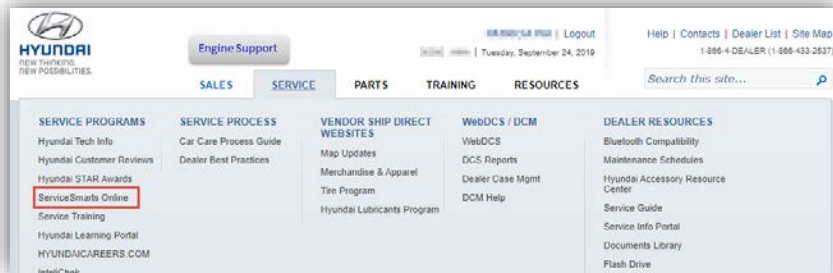 HYUNDAI
NEW THINKING.
NEW POSSIBILITIES.
Engine Support
Logout
Tuesday, September 24, 2019
Help | Contacts | Dealer List | Site Map
1-866-4-DEALER (1-866-433-2537)
Search this site...
SALES SERVICE PARTS TRAINING RESOURCES
SERVICE PROGRAMS
Hyundai Tech Info
Hyundai Customer Reviews
Hyundai STAR Awards
ServiceSmarts Online
Service Training
Hyundai Learning Portal
HYUNDAICAREERS.COM
InteliChek
SERVICE PROCESS
Car Care Process Guide
Dealer Best Practices
VENDOR SHIP DIRECT
WEBSITES
Map Updates
Merchandise & Apparel
Tire Program
Hyundai Lubricants Program
WebDCS / DCM
WebDCS
DCS Reports
Dealer Case Mgmt
DCM Help
DEALER RESOURCES
Bluetooth Compatibility
Maintenance Schedules
Hyundai Accessory Resource
Center
Service Guide
Service Info Portal
Documents Library
Flash Drive